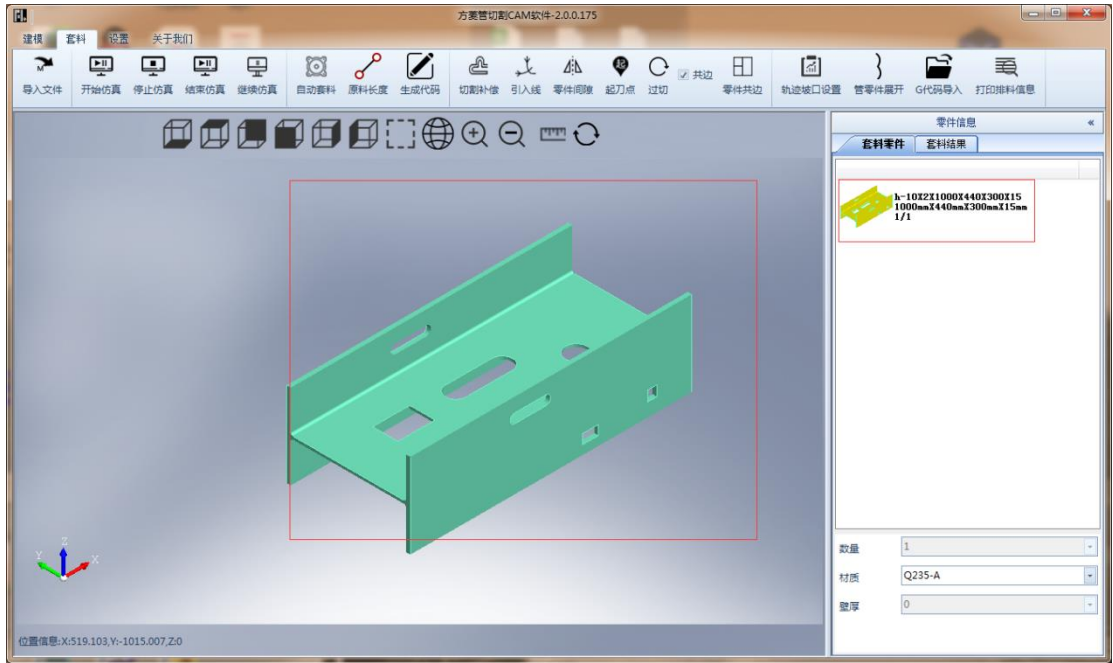 方菱管切割CAM软件-2.0.0.175
建模 套料 设置 关于我们
导入文件 开始仿真 停止仿真 结束仿真 继续仿真 自动套料 原料长度 生成代码 切割补偿 引入线 零件间隙 起刀点 过切 共边 零件共边 轨迹坡口设置 管零件展开 G代码导入 打印排料信息
零件信息
套料零件 套料结果
h-10X2X1000X440X300X15
1000mmX440mmX300mmX15mm
1/1
Z
Y X
数量 1
材质 Q235-A
壁厚 0
位置信息:X:519.103,Y:-1015.007,Z:0